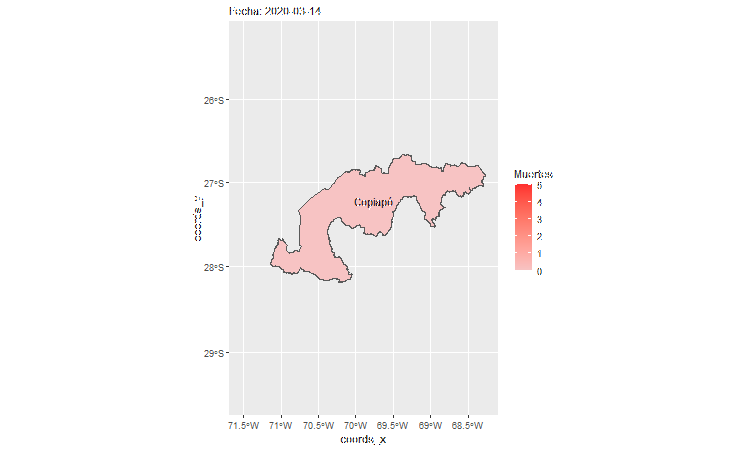 Fecha: 2020-03-14
26°S
27°S
28°S
29°S
coords_y
Copiapó
71.5°W
71°W
70.5°W
70°W
69.5°W
69°W
68.5°W
coords_x
Muertes
5
4
3
2
1
0